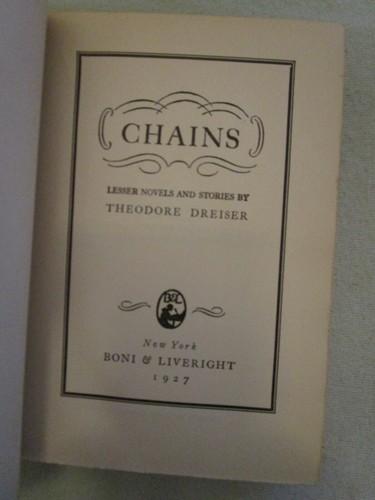 CHAINS
LESSER NOVELS AND STORIES BY
THEODORE DREISER
B&L
New York
BONI & LIVERIGHT
1927